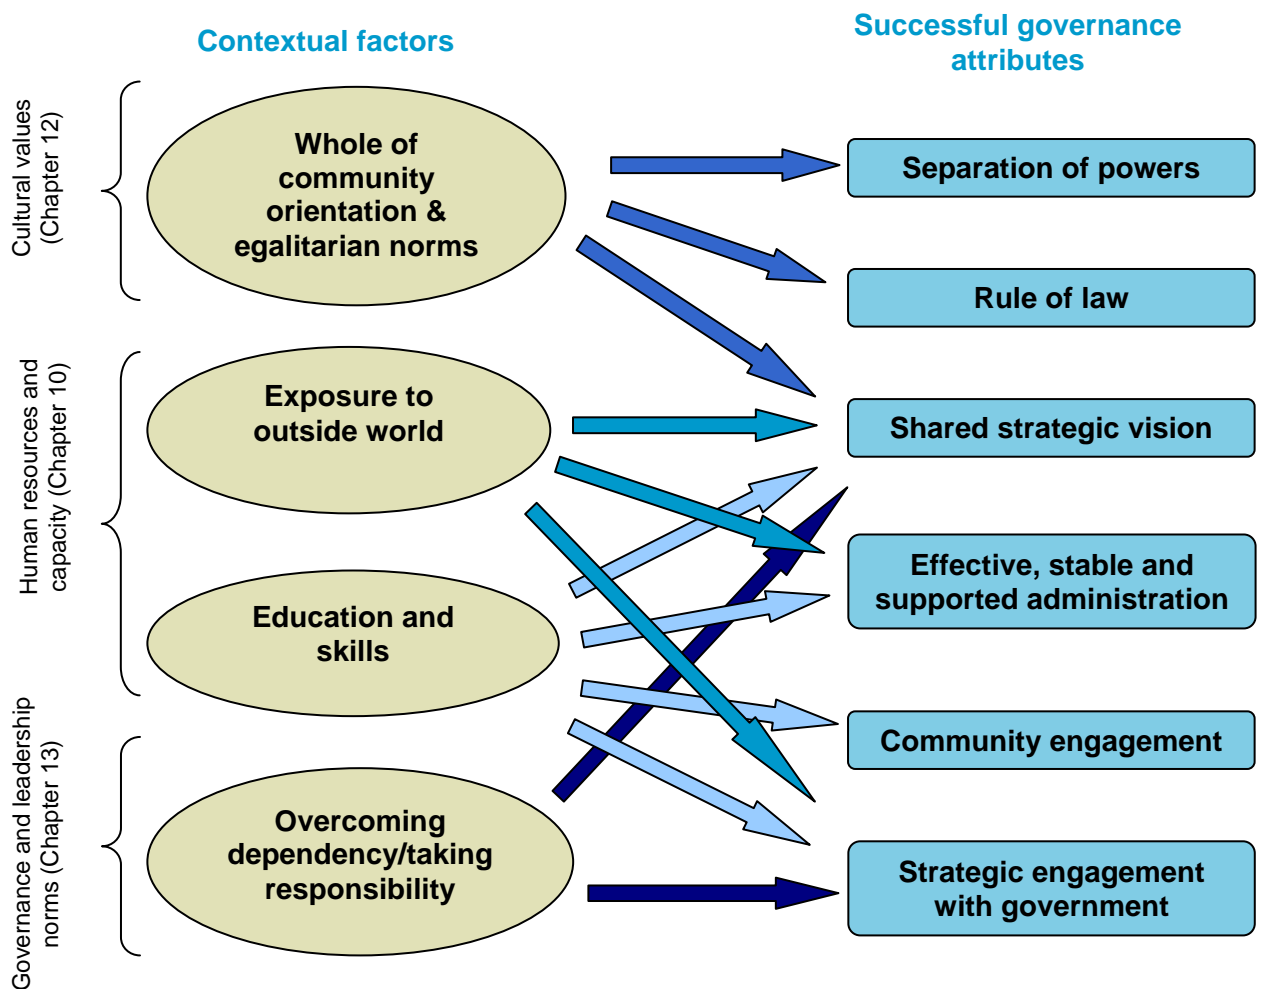 Contextual factors
Successful governance
attributes
Cultural values
(Chapter 12)
Whole of
community
orientation &
egalitarian norms
Separation of powers
Rule of law
Human resources and
capacity (Chapter 10)
Exposure to
outside world
Shared strategic vision
Education and
skills
Effective, stable and
supported administration
Community engagement
Governance and leadership
norms (Chapter 13)
Overcoming
dependency/taking
responsibility
Strategic engagement
with government